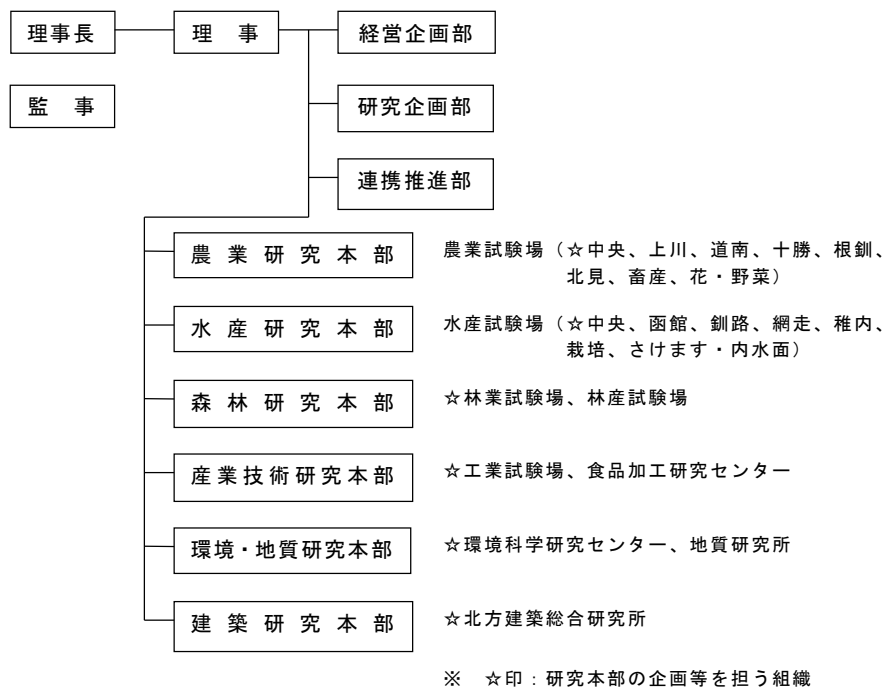 理事長 理　事 経営企画部
監　事 研究企画部
連携推進部
農業研究本部 農業試験場（☆中央、上川、道南、十勝、根釧、
北見、畜産、花・野菜）
水産研究本部 水産試験場（☆中央、函館、釧路、網走、稚内、
栽培、さけます・内水面）
森林研究本部 ☆林業試験場、林産試験場
産業技術研究本部 ☆工業試験場、食品加工研究センター
環境・地質研究本部 ☆環境科学研究センター、地質研究所
建築研究本部 ☆北方建築総合研究所
※　☆印：研究本部の企画等を担う組織